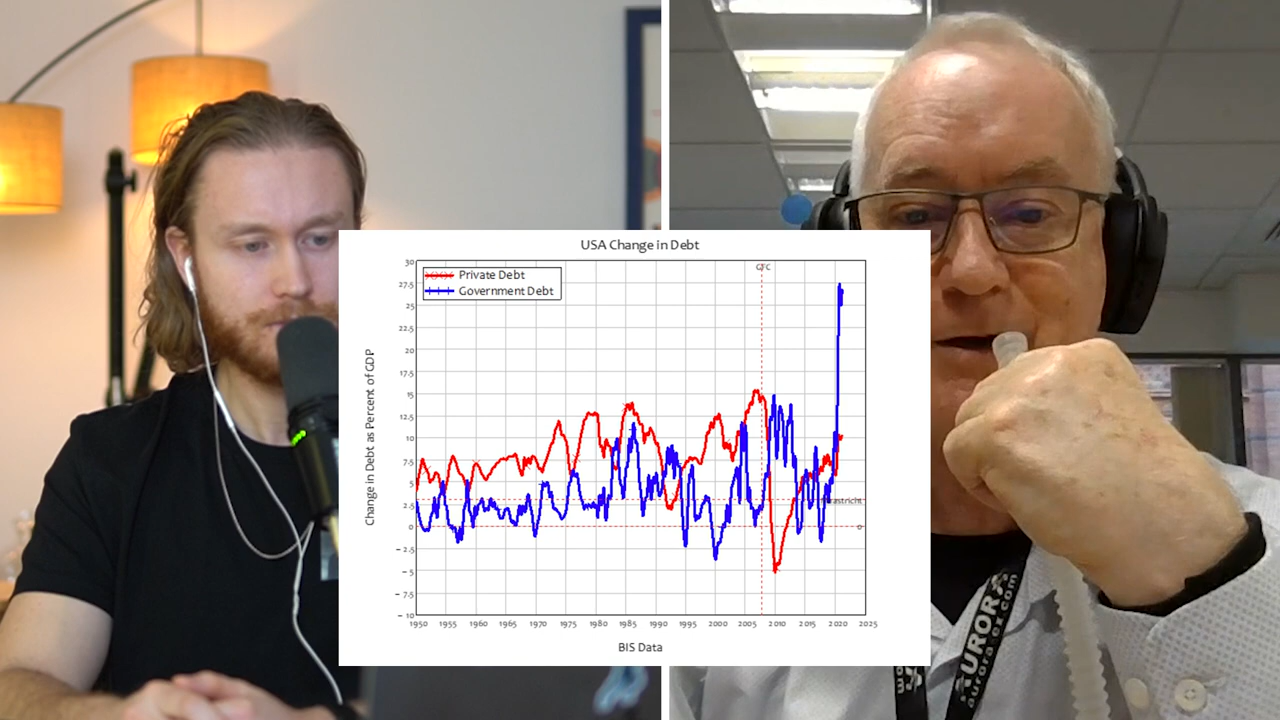 USA Change in Debt
GFC
Private Debt
Government Debt
30
27.5
25
22.5
20
17.5
15
12.5
10
7.5
5
2.5
0
-2.5
-5
-7.5
-10
Change in Debt as Percent of GDP
Maastricht
0
1950 1955 1960 1965 1970 1975 1980 1985 1990 1995 2000 2005 2010 2015 2020 2025
BIS Data
AURORA
aurora-ex.com